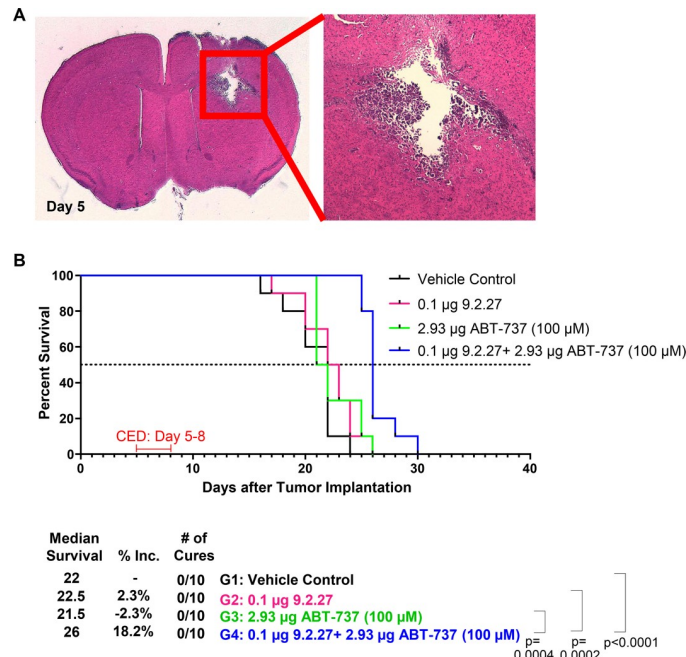 A
Day 5
B
100
80
60
40
20
0
Percent Survival
Vehicle Control
0.1 µg 9.2.27
2.93 µg ABT-737 (100 µM)
0.1 µg 9.2.27+ 2.93 µg ABT-737 (100 µM)
CED: Day 5-8
0 10 20 30 40
Days after Tumor Implantation
Median Survival % Inc. # of Cures
22 - 0/10 G1: Vehicle Control
22.5 2.3% 0/10 G2: 0.1 µg 9.2.27
21.5 -2.3% 0/10 G3: 2.93 µg ABT-737 (100 µM)
26 18.2% 0/10 G4: 0.1 µg 9.2.27+ 2.93 µg ABT-737 (100 µM)
p= 0.0004
p= 0.0002
p<0.0001